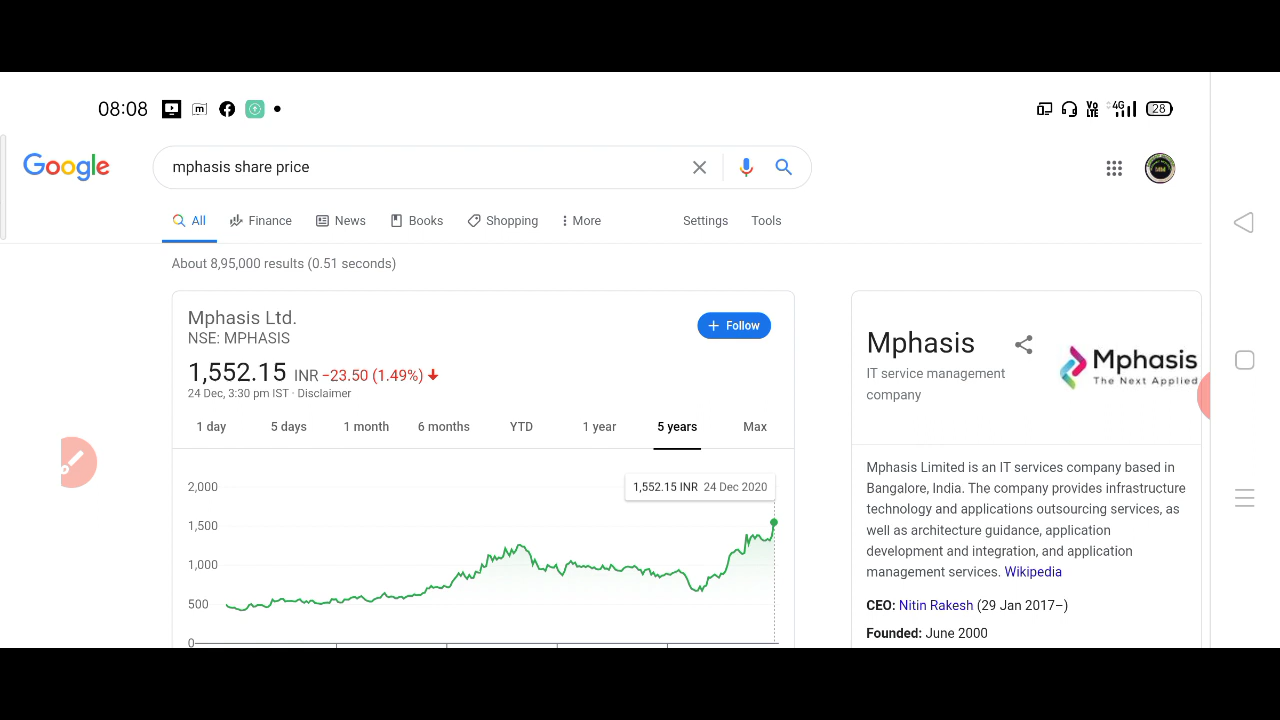 08:08
m
Vo LTE 4G 28
Google
mphasis share price
MM
All Finance News Books Shopping More Settings Tools
About 8,95,000 results (0.51 seconds)
Mphasis Ltd.
NSE: MPHASIS
+ Follow
1,552.15 INR −23.50 (1.49%)
24 Dec, 3:30 pm IST · Disclaimer
1 day 5 days 1 month 6 months YTD 1 year 5 years Max
1,552.15 INR 24 Dec 2020
2,000
1,500
1,000
500
0
Mphasis
IT service management
company
Mphasis
The Next Applied
Mphasis Limited is an IT services company based in
Bangalore, India. The company provides infrastructure
technology and applications outsourcing services, as
well as architecture guidance, application
development and integration, and application
management services. Wikipedia
CEO: Nitin Rakesh (29 Jan 2017–)
Founded: June 2000